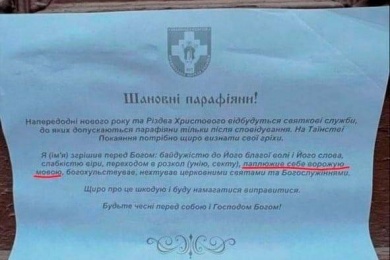 Шановні парафіяни!
Напередодні нового року та Різдва Христового відбудуться святкові служби,
до яких допускаються парафіяни тільки після сповідування. На Таїнстві
Покаяння потрібно щиро визнати свої гріхи.
Я (ім'я) згрішив перед Богом: байдужістю до Його благої волі і Його слова,
слабкістю віри, переходом в розкол (унію, секту), паплюжив себе ворожою
мовою, богохульствував, нехтував церковними святами та Богослужіннями.
Щиро про це шкодую і буду намагатися виправитися.
Будьте чесні перед собою і Господом Богом!